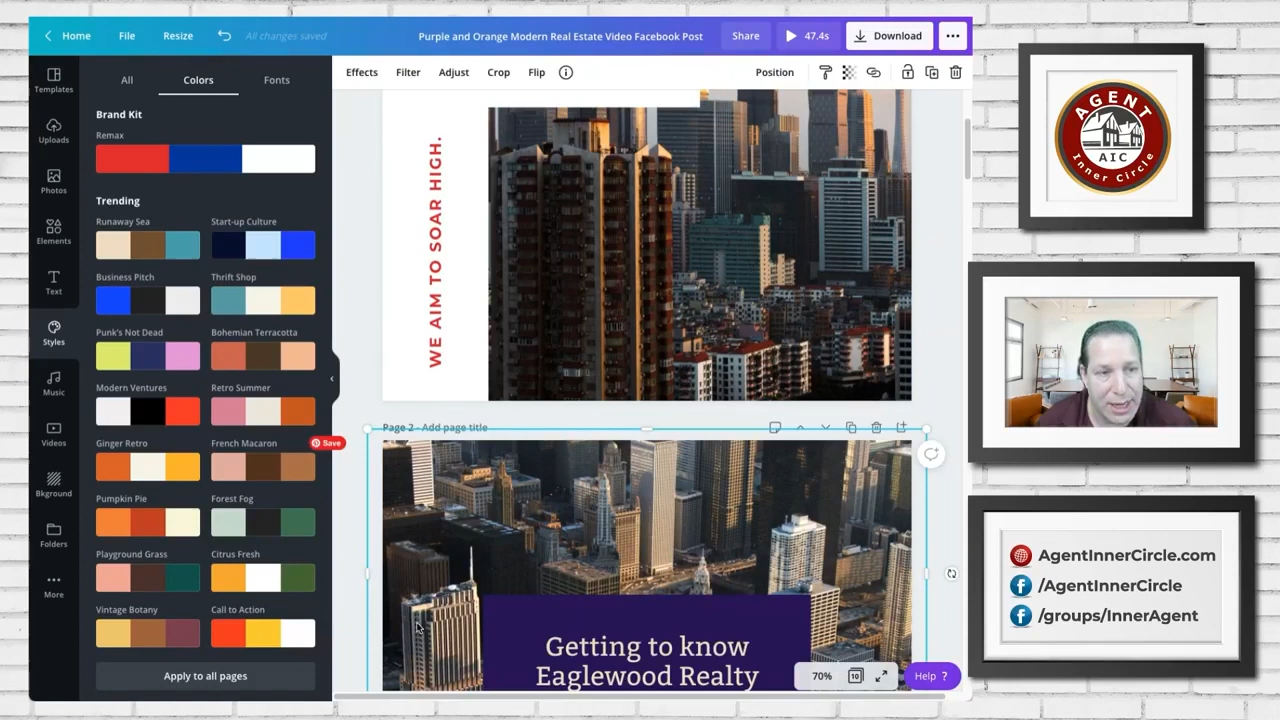 Home
File
Resize
All changes saved
Purple and Orange Modern Real Estate Video Facebook Post
Share
47.4s
Download
Templates
Uploads
Photos
Elements
Text
Styles
Music
Videos
Bkground
Folders
More
All
Colors
Fonts
Brand Kit
Remax
Trending
Runaway Sea
Start-up Culture
Business Pitch
Thrift Shop
Punk's Not Dead
Bohemian Terracotta
Modern Ventures
Retro Summer
Ginger Retro
French Macaron
Pumpkin Pie
Forest Fog
Playground Grass
Citrus Fresh
Vintage Botany
Call to Action
Apply to all pages
Save
Effects
Filter
Adjust
Crop
Flip
Position
WE AIM TO SOAR HIGH.
Page 2 - Add page title
Getting to know
Eaglewood Realty
70%
10
Help ?
AGENT
AIC
Inner Circle
AgentInnerCircle.com
/AgentInnerCircle
/groups/InnerAgent